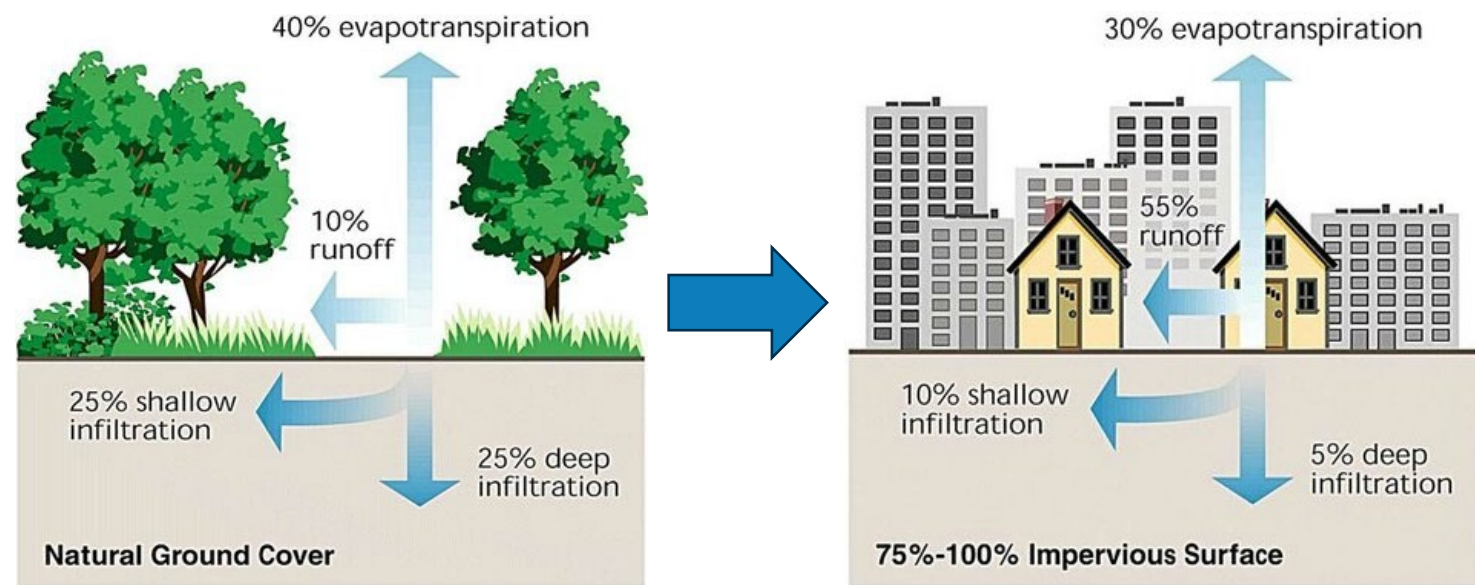 40% evapotranspiration
10%
runoff
25% shallow
infiltration
25% deep
infiltration
Natural Ground Cover
30% evapotranspiration
55%
runoff
10% shallow
infiltration
5% deep
infiltration
75%-100% Impervious Surface